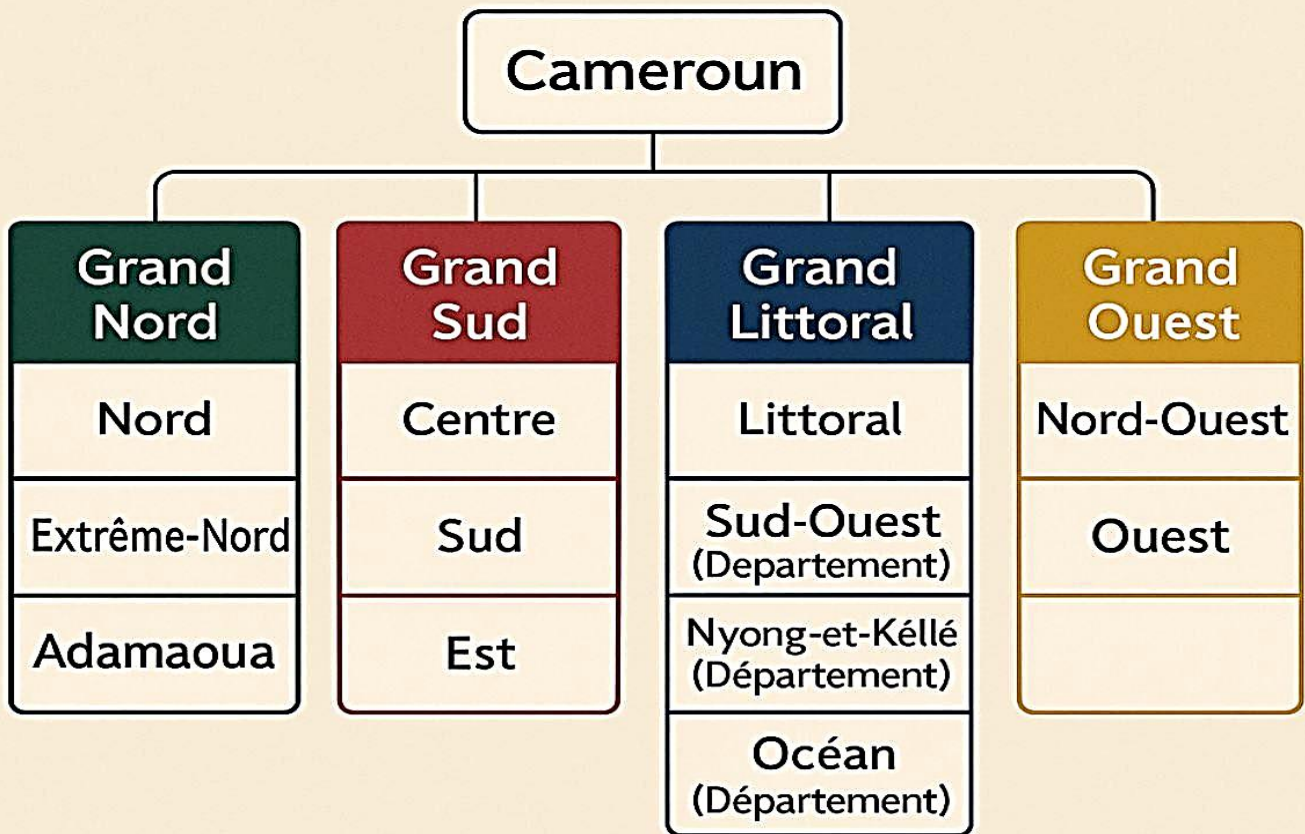 Cameroun
Grand
Nord
Nord
Extrême-Nord
Adamaoua
Grand
Sud
Centre
Sud
Est
Grand
Littoral
Littoral
Sud-Ouest
(Departement)
Nyong-et-Kéllé
(Département)
Océan
(Département)
Grand
Ouest
Nord-Ouest
Ouest